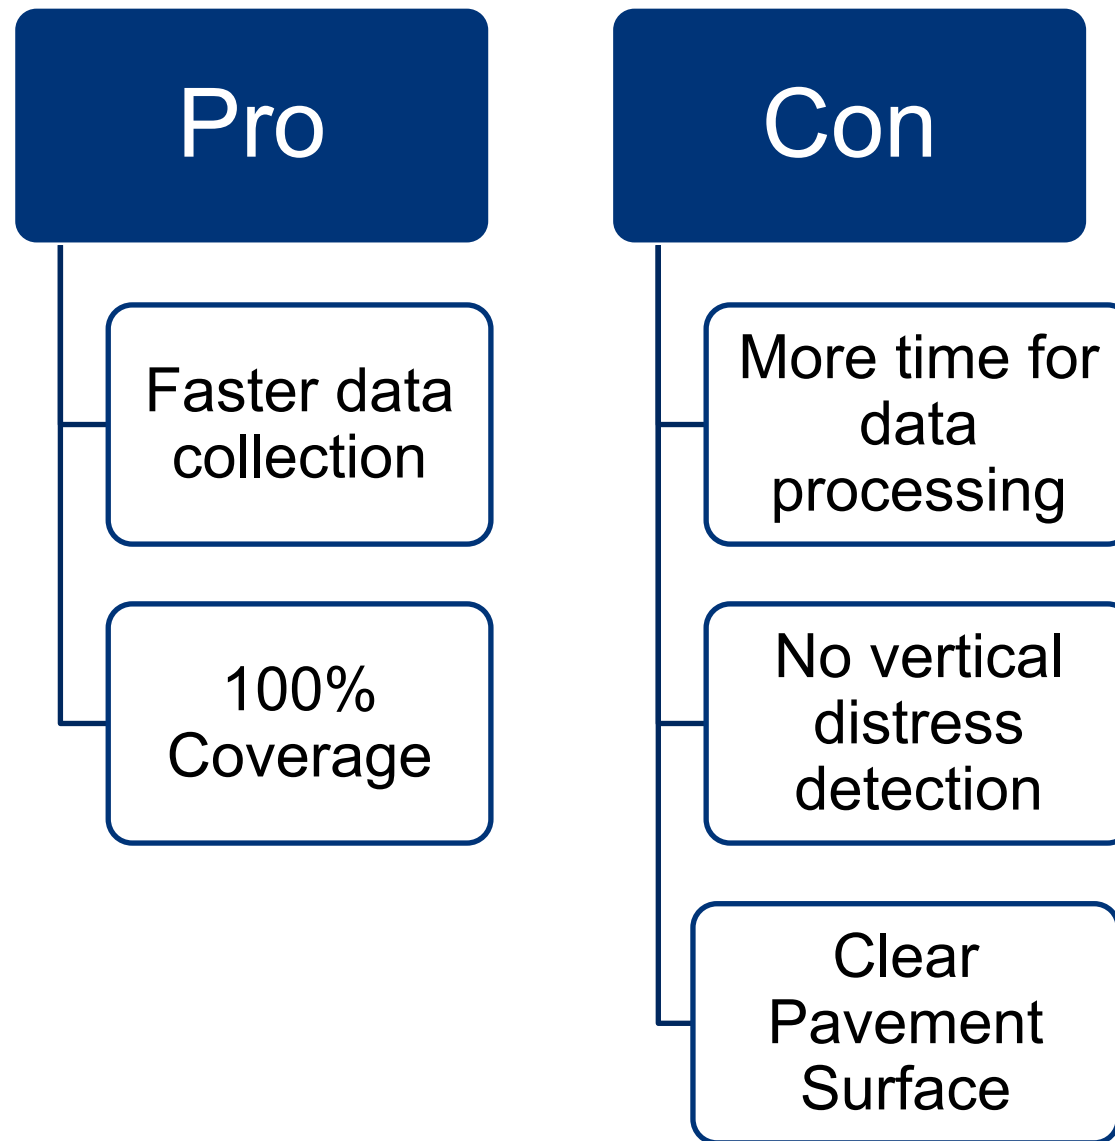 Pro
Faster data
collection
100%
Coverage
Con
More time for
data
processing
No vertical
distress
detection
Clear
Pavement
Surface